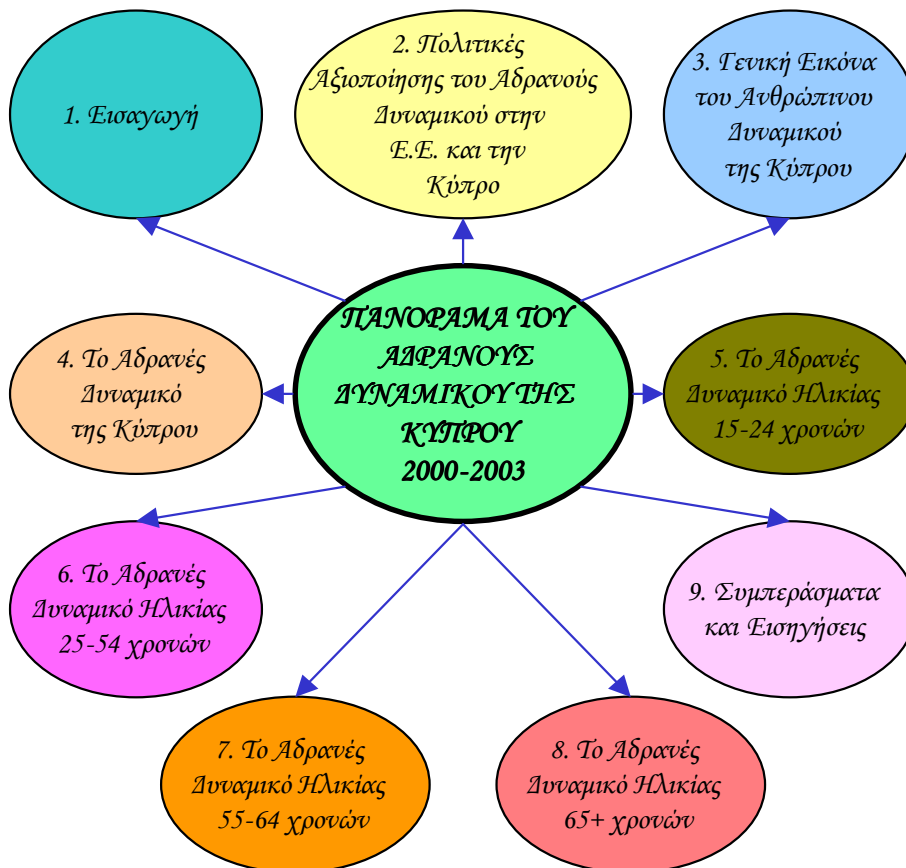 1. Εισαγωγή
2. Πολιτικές
Αξιοποίησης του Αδρανούς
Δυναμικού στην
Ε.Ε. και την
Κύπρο
3. Γενική Εικόνα
του Ανθρώπινου
Δυναμικού
της Κύπρου
ΠΑΝΟΡΑΜΑ ΤΟΥ
ΑΔΡΑΝΟΥΣ
ΔΥΝΑΜΙΚΟΥ ΤΗΣ
ΚΥΠΡΟΥ
2000-2003
4. Το Αδρανές
Δυναμικό
της Κύπρου
5. Το Αδρανές
Δυναμικό Ηλικίας
15-24 χρονών
6. Το Αδρανές
Δυναμικό Ηλικίας
25-54 χρονών
9. Συμπεράσματα
και Εισηγήσεις
7. Το Αδρανές
Δυναμικό Ηλικίας
55-64 χρονών
8. Το Αδρανές
Δυναμικό Ηλικίας
65+ χρονών